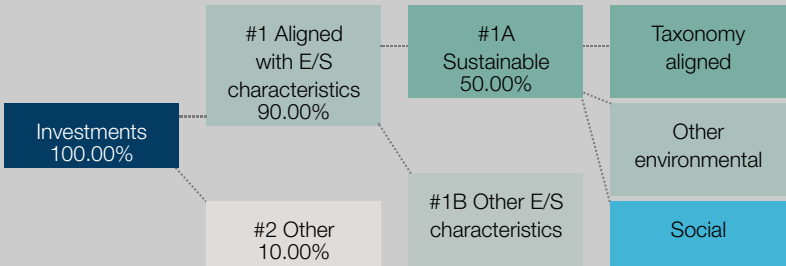 Investments
100.00%
#1 Aligned
with E/S
characteristics
90.00%
#2 Other
10.00%
#1A
Sustainable
50.00%
#1B Other E/S
characteristics
Taxonomy
aligned
Other
environmental
Social